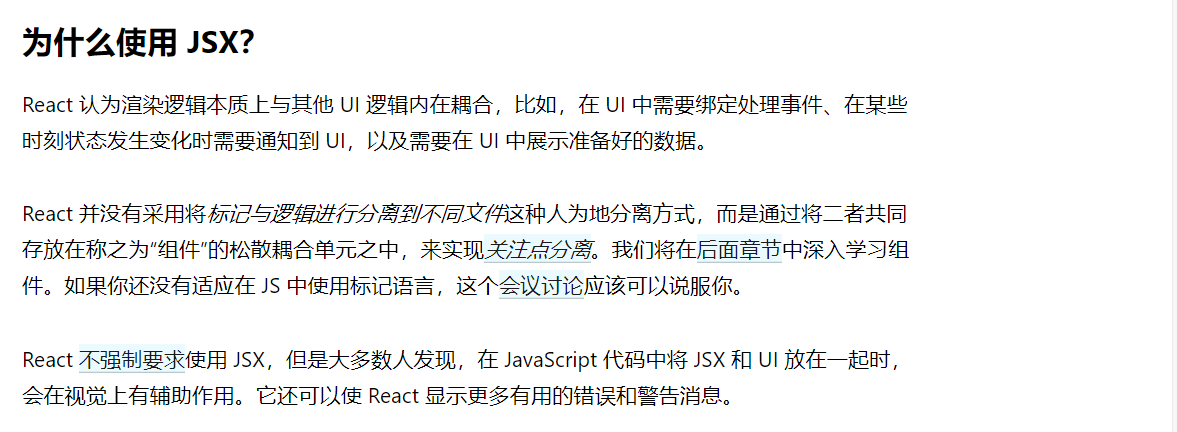 为什么使用 JSX？
React 认为渲染逻辑本质上与其他 UI 逻辑内在耦合，比如，在 UI 中需要绑定处理事件、在某些
时刻状态发生变化时需要通知到 UI，以及需要在 UI 中展示准备好的数据。
React 并没有采用将标记与逻辑进行分离到不同文件这种人为地分离方式，而是通过将二者共同
存放在称之为“组件”的松散耦合单元之中，来实现关注点分离。我们将在后面章节中深入学习组
件。如果你还没有适应在 JS 中使用标记语言，这个会议讨论应该可以说服你。
React 不强制要求使用 JSX，但是大多数人发现，在 JavaScript 代码中将 JSX 和 UI 放在一起时，
会在视觉上有辅助作用。它还可以使 React 显示更多有用的错误和警告消息。